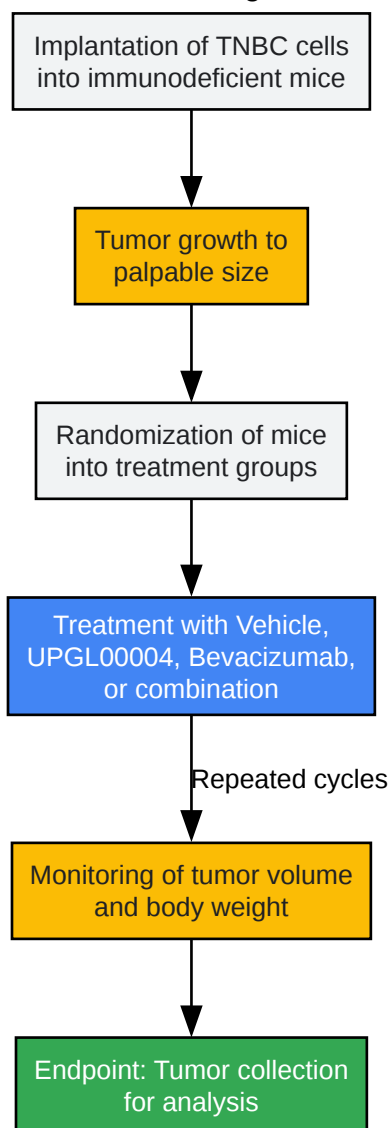 Implantation of TNBC cells
into immunodeficient mice
Tumor growth to
palpable size
Randomization of mice
into treatment groups
Treatment with Vehicle,
UPGL00004, Bevacizumab,
or combination
Repeated cycles
Monitoring of tumor volume
and body weight
Endpoint: Tumor collection
for analysis